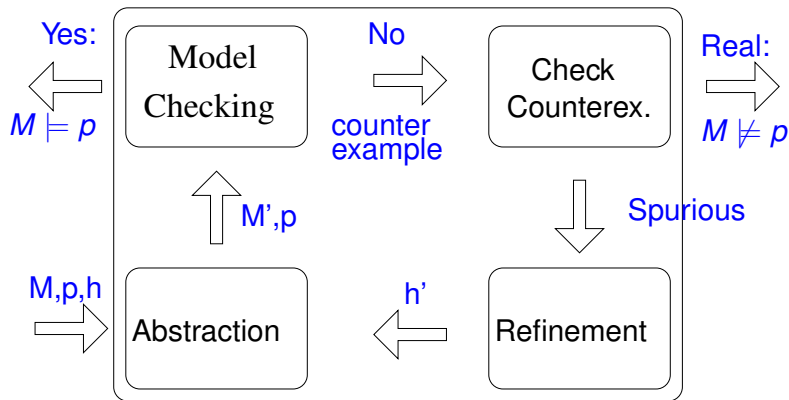 Yes:
M ⊨ p
Model
Checking
No
counter
example
Check
Counterex.
Real:
M ⊭ p
M',p
Spurious
M,p,h
Abstraction
h'
Refinement